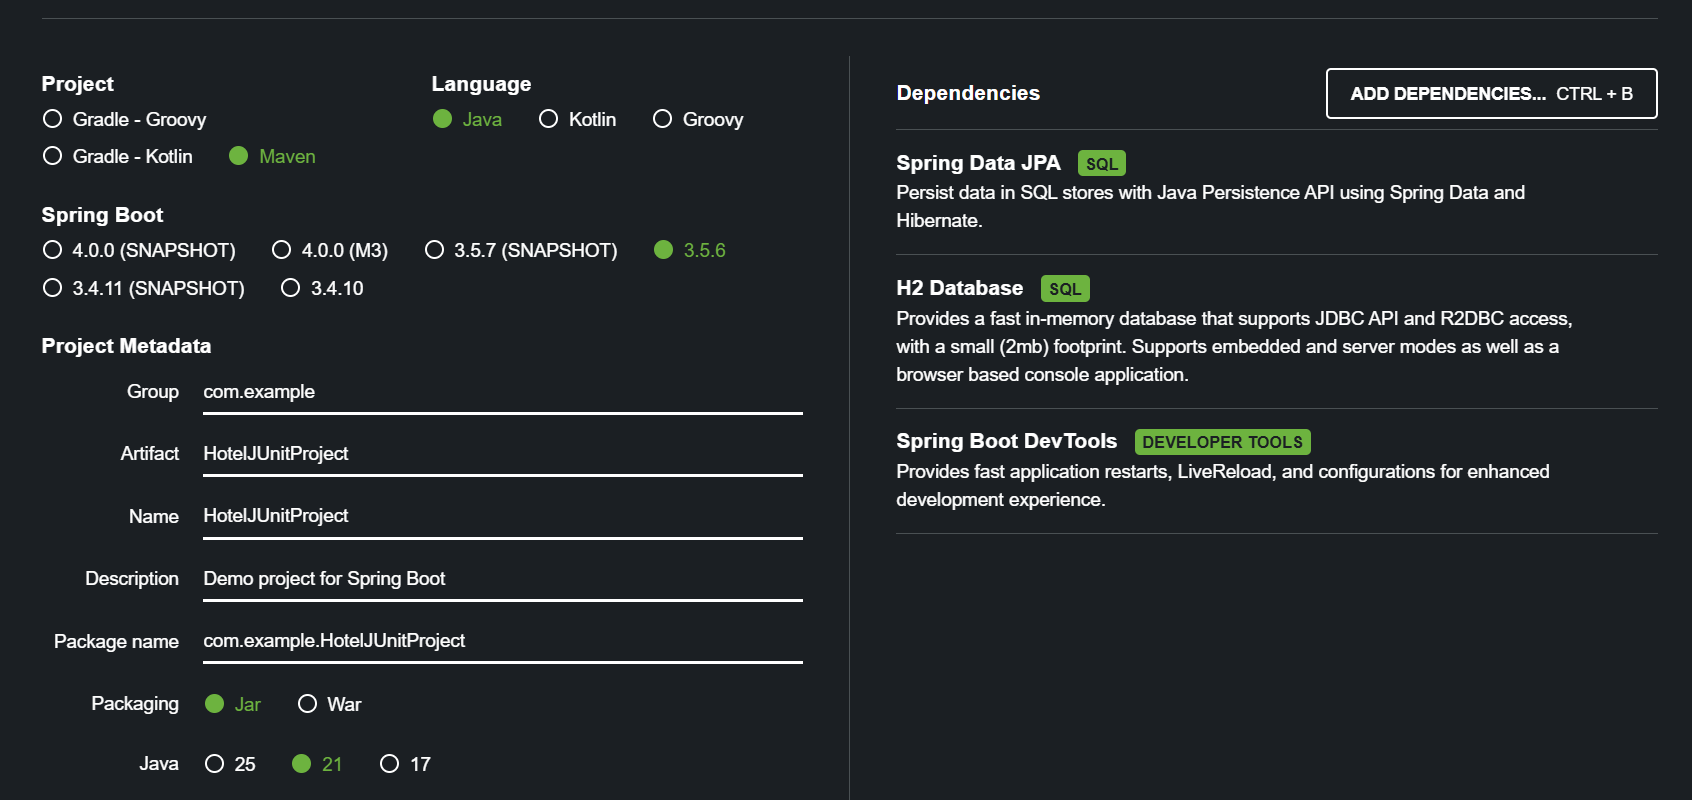 Project
Gradle - Groovy
Gradle - Kotlin Maven
Language
Java Kotlin Groovy
Spring Boot
4.0.0 (SNAPSHOT) 4.0.0 (M3) 3.5.7 (SNAPSHOT) 3.5.6
3.4.11 (SNAPSHOT) 3.4.10
Project Metadata
Group com.example
Artifact HotelJUnitProject
Name HotelJUnitProject
Description Demo project for Spring Boot
Package name com.example.HotelJUnitProject
Packaging Jar War
Java 25 21 17
Dependencies ADD DEPENDENCIES... CTRL + B
Spring Data JPA SQL
Persist data in SQL stores with Java Persistence API using Spring Data and
Hibernate.
H2 Database SQL
Provides a fast in-memory database that supports JDBC API and R2DBC access,
with a small (2mb) footprint. Supports embedded and server modes as well as a
browser based console application.
Spring Boot DevTools DEVELOPER TOOLS
Provides fast application restarts, LiveReload, and configurations for enhanced
development experience.